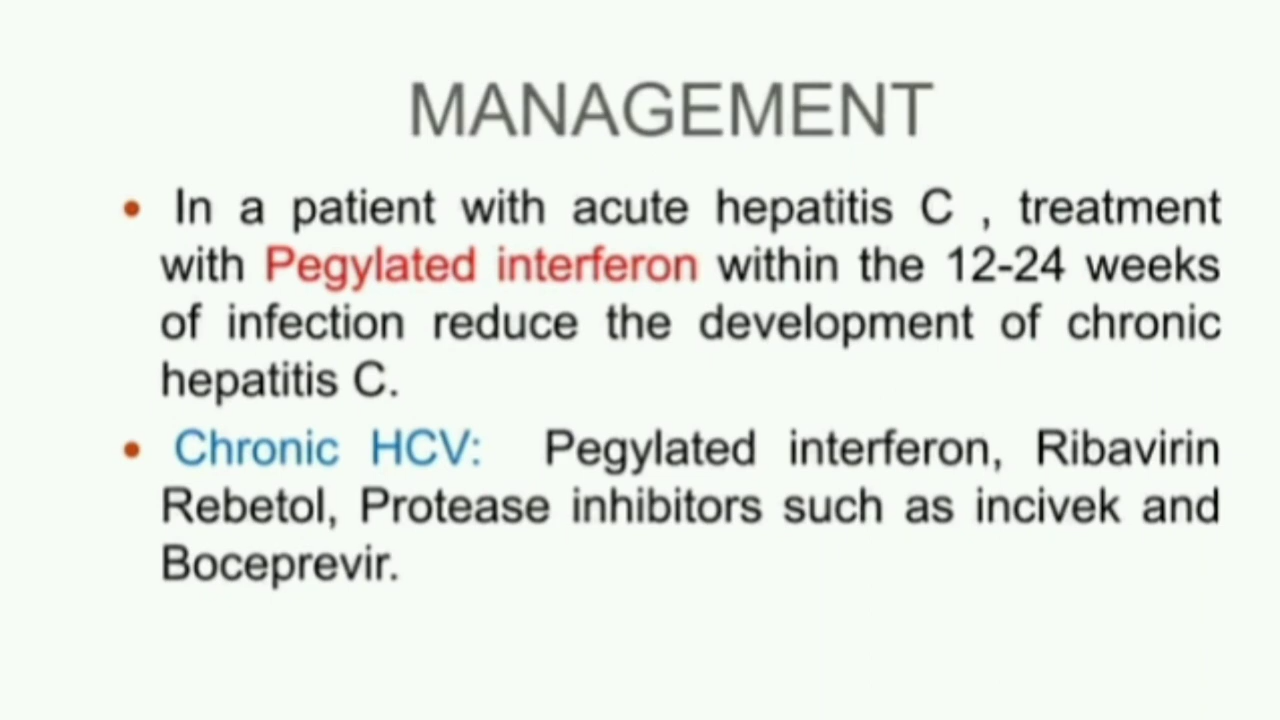 MANAGEMENT
• In a patient with acute hepatitis C , treatment
with Pegylated interferon within the 12-24 weeks
of infection reduce the development of chronic
hepatitis C.
• Chronic HCV: Pegylated interferon, Ribavirin
Rebetol, Protease inhibitors such as incivek and
Boceprevir.